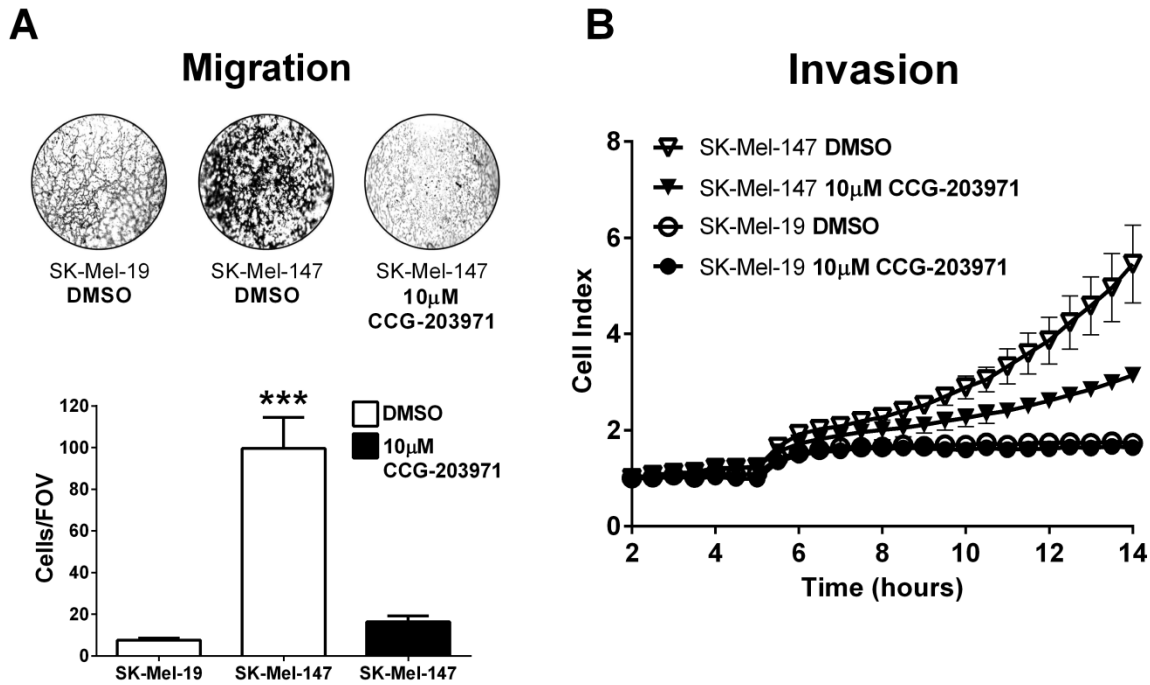 A
Migration
SK-Mel-19
DMSO
SK-Mel-147
DMSO
SK-Mel-147
10μM
CCG-203971
120
100
80
60
40
20
0
Cells/FOV
***
DMSO
10μM
CCG-203971
SK-Mel-19
SK-Mel-147
SK-Mel-147
B
Invasion
8
6
4
2
0
Cell Index
SK-Mel-147 DMSO
SK-Mel-147 10μM CCG-203971
SK-Mel-19 DMSO
SK-Mel-19 10μM CCG-203971
2 4 6 8 10 12 14
Time (hours)